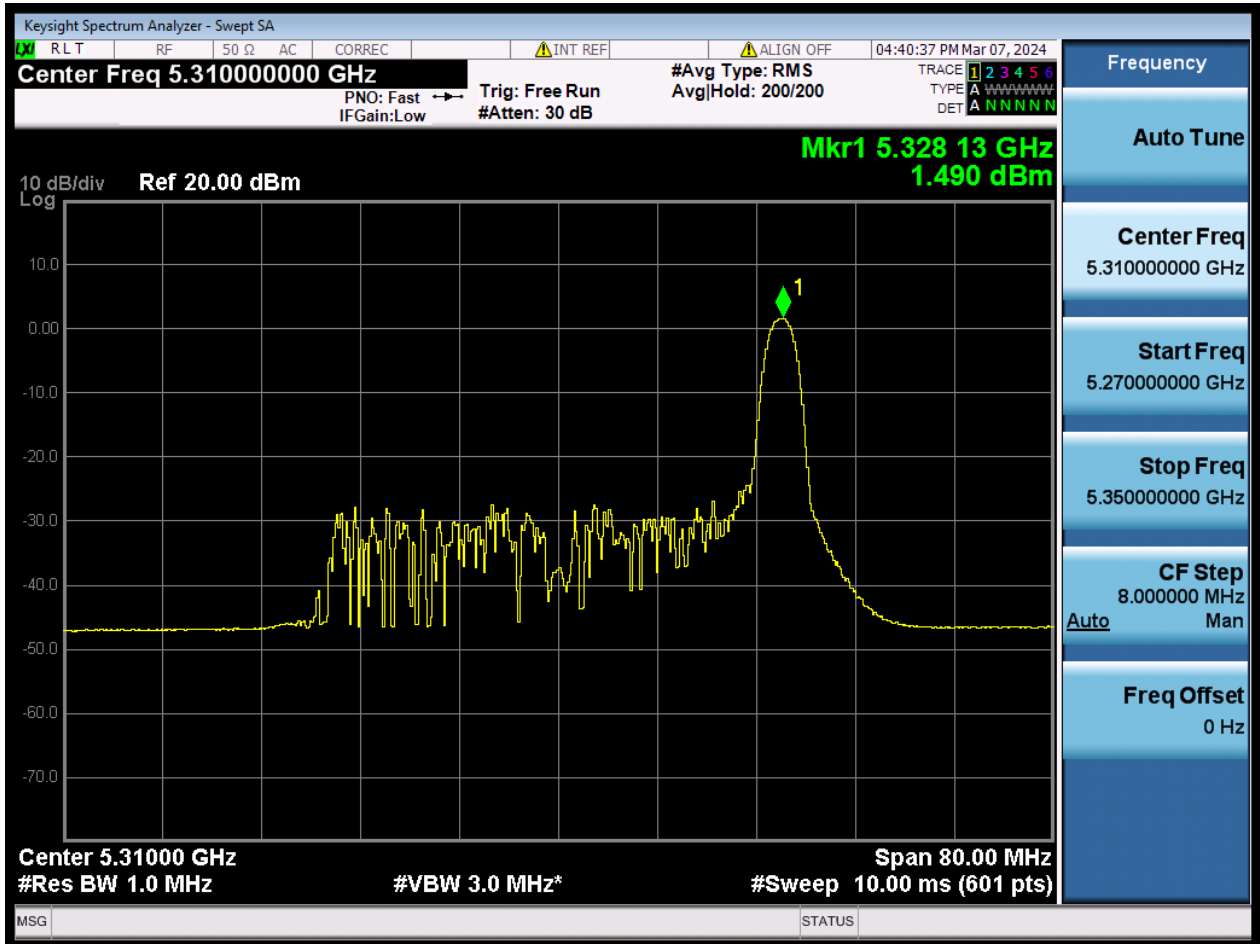 Keysight Spectrum Analyzer - Swept SA
LXI R L T RF 50 Ω AC CORREC INT REF ALIGN OFF 04:40:37 PM Mar 07, 2024
Center Freq 5.310000000 GHz
PNO: Fast
IFGain:Low
Trig: Free Run
#Atten: 30 dB
#Avg Type: RMS
Avg|Hold: 200/200
TRACE 1 2 3 4 5 6
TYPE A WWWWW
DET A N N N N N
Mkr1 5.328 13 GHz
1.490 dBm
10 dB/div Ref 20.00 dBm
Log
10.0
0.00
-10.0
-20.0
-30.0
-40.0
-50.0
-60.0
-70.0
1
Center 5.31000 GHz Span 80.00 MHz
#Res BW 1.0 MHz #VBW 3.0 MHz* #Sweep 10.00 ms (601 pts)
MSG STATUS
Frequency
Auto Tune
Center Freq
5.310000000 GHz
Start Freq
5.270000000 GHz
Stop Freq
5.350000000 GHz
CF Step
8.000000 MHz
Auto Man
Freq Offset
0 Hz